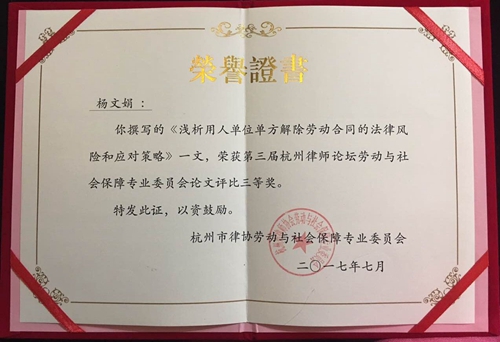 榮譽證書
杨文娟：
你撰写的《浅析用人单位单方解除劳动合同的法律风
险和应对策略》一文，荣获第三届杭州律师论坛劳动与社
会保障专业委员会论文评比三等奖。
特发此证，以资鼓励。
杭州市律协劳动与社会保障专业委员会
二〇一七年七月